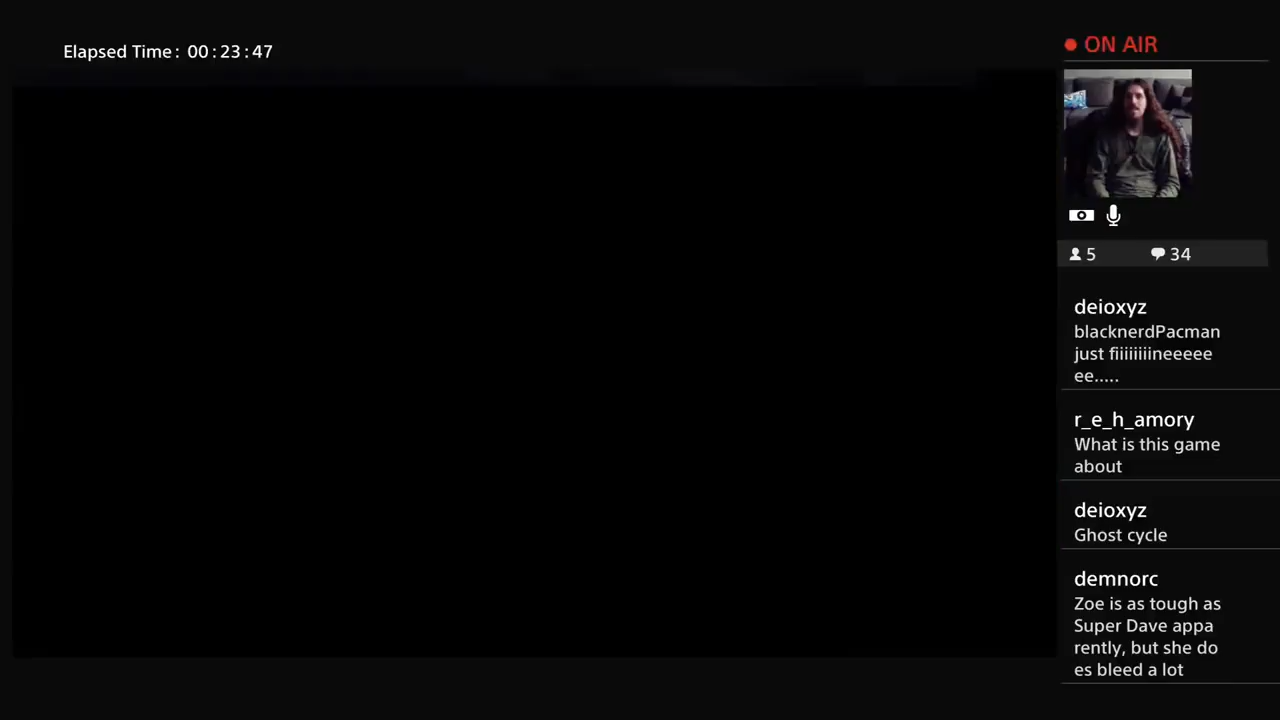 Elapsed Time: 00:23:47
ON AIR
5 34
deioxyz
blacknerdPacman
just fiiiiiiiineeeee
ee.....
r_e_h_amory
What is this game
about
deioxyz
Ghost cycle
demnorc
Zoe is as tough as
Super Dave appa
rently, but she do
es bleed a lot